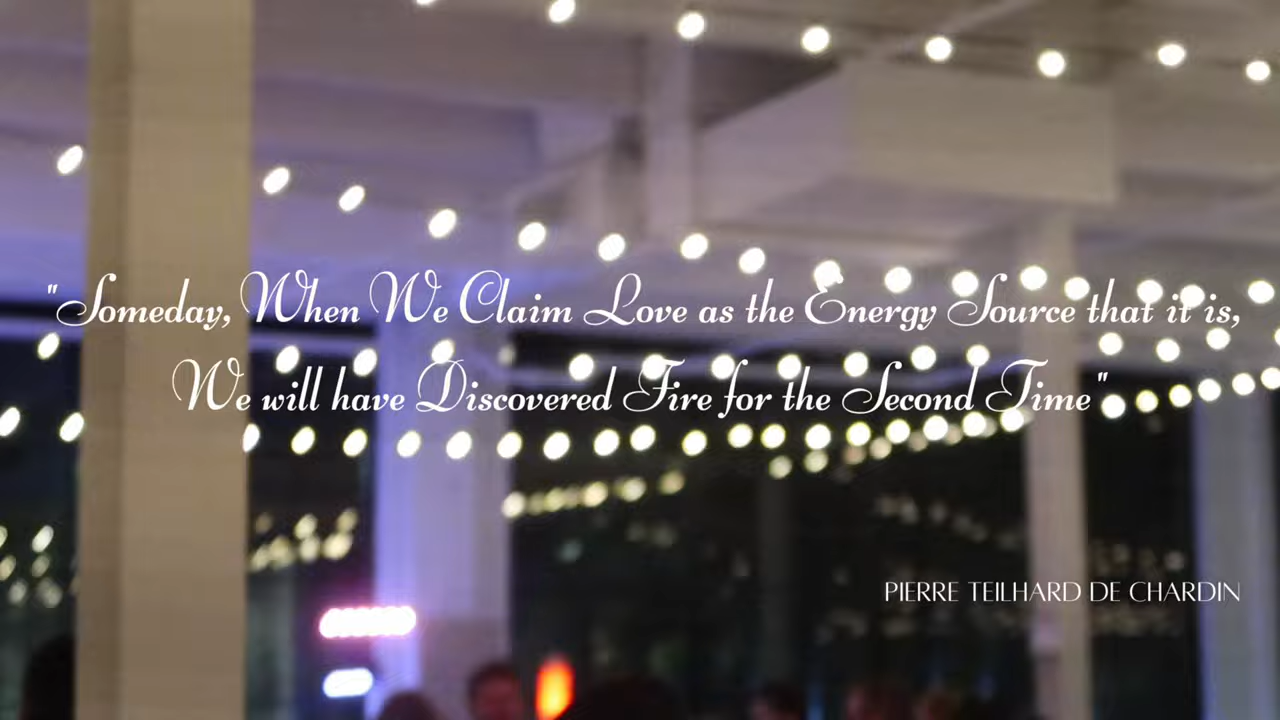 "Someday, When We Claim Love as the Energy Source that it is,
We will have Discovered Fire for the Second Time "
PIERRE TEILHARD DE CHARDIN